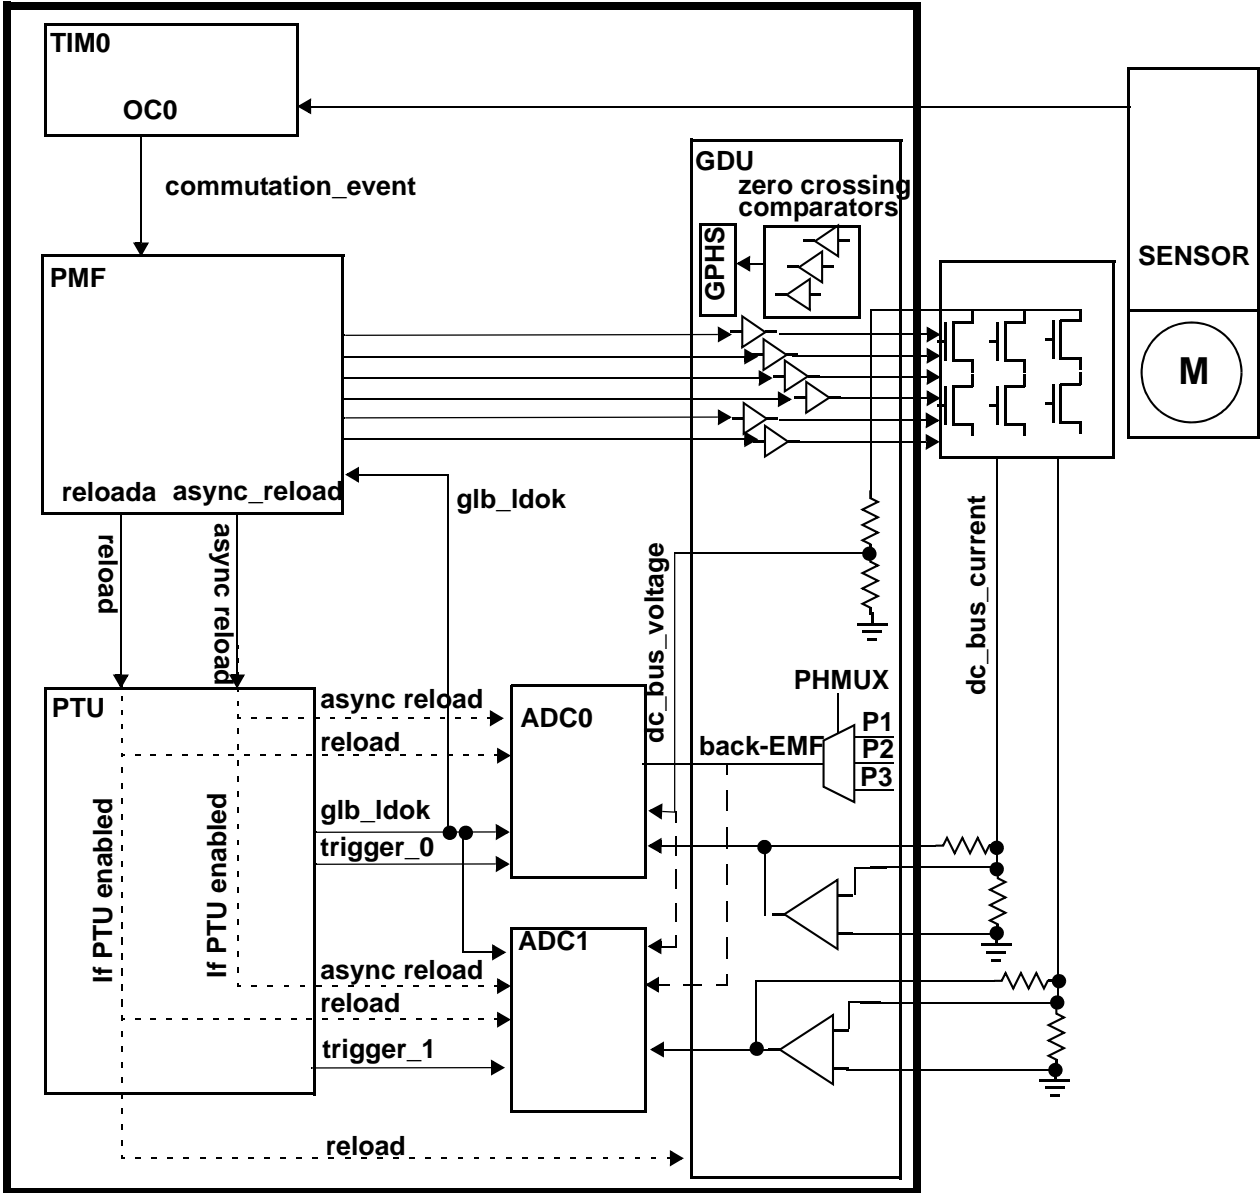 TIM0
OC0
commutation_event
GDU
zero crossing
comparators
GPHS
SENSOR
M
PMF
reloada
async_reload
glb_ldok
reload
async reload
dc_bus_voltage
dc_bus_current
PTU
async reload
reload
ADC0
PHMUX
back-EMF
P1
P2
P3
If PTU enabled
If PTU enabled
glb_ldok
trigger_0
ADC1
async reload
reload
trigger_1
reload